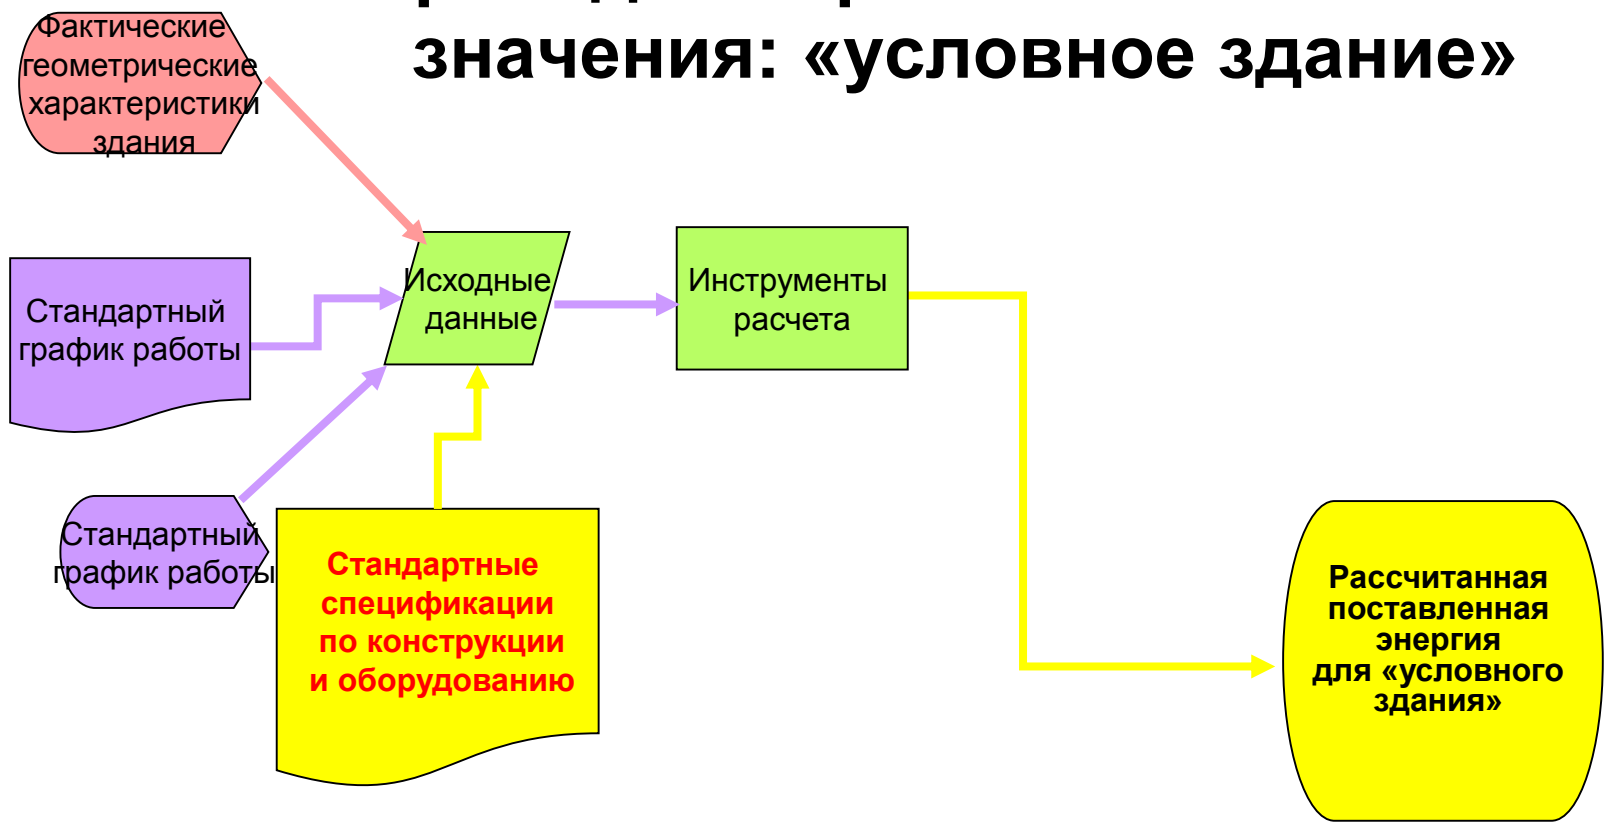 значения: «условное здание»
Фактические
геометрические
характеристики
здания
Стандартный
график работы
Исходные
данные
Инструменты
расчета
Стандартный
график работы
Стандартные
спецификации
по конструкции
и оборудованию
Рассчитанная
поставленная
энергия
для «условного
здания»